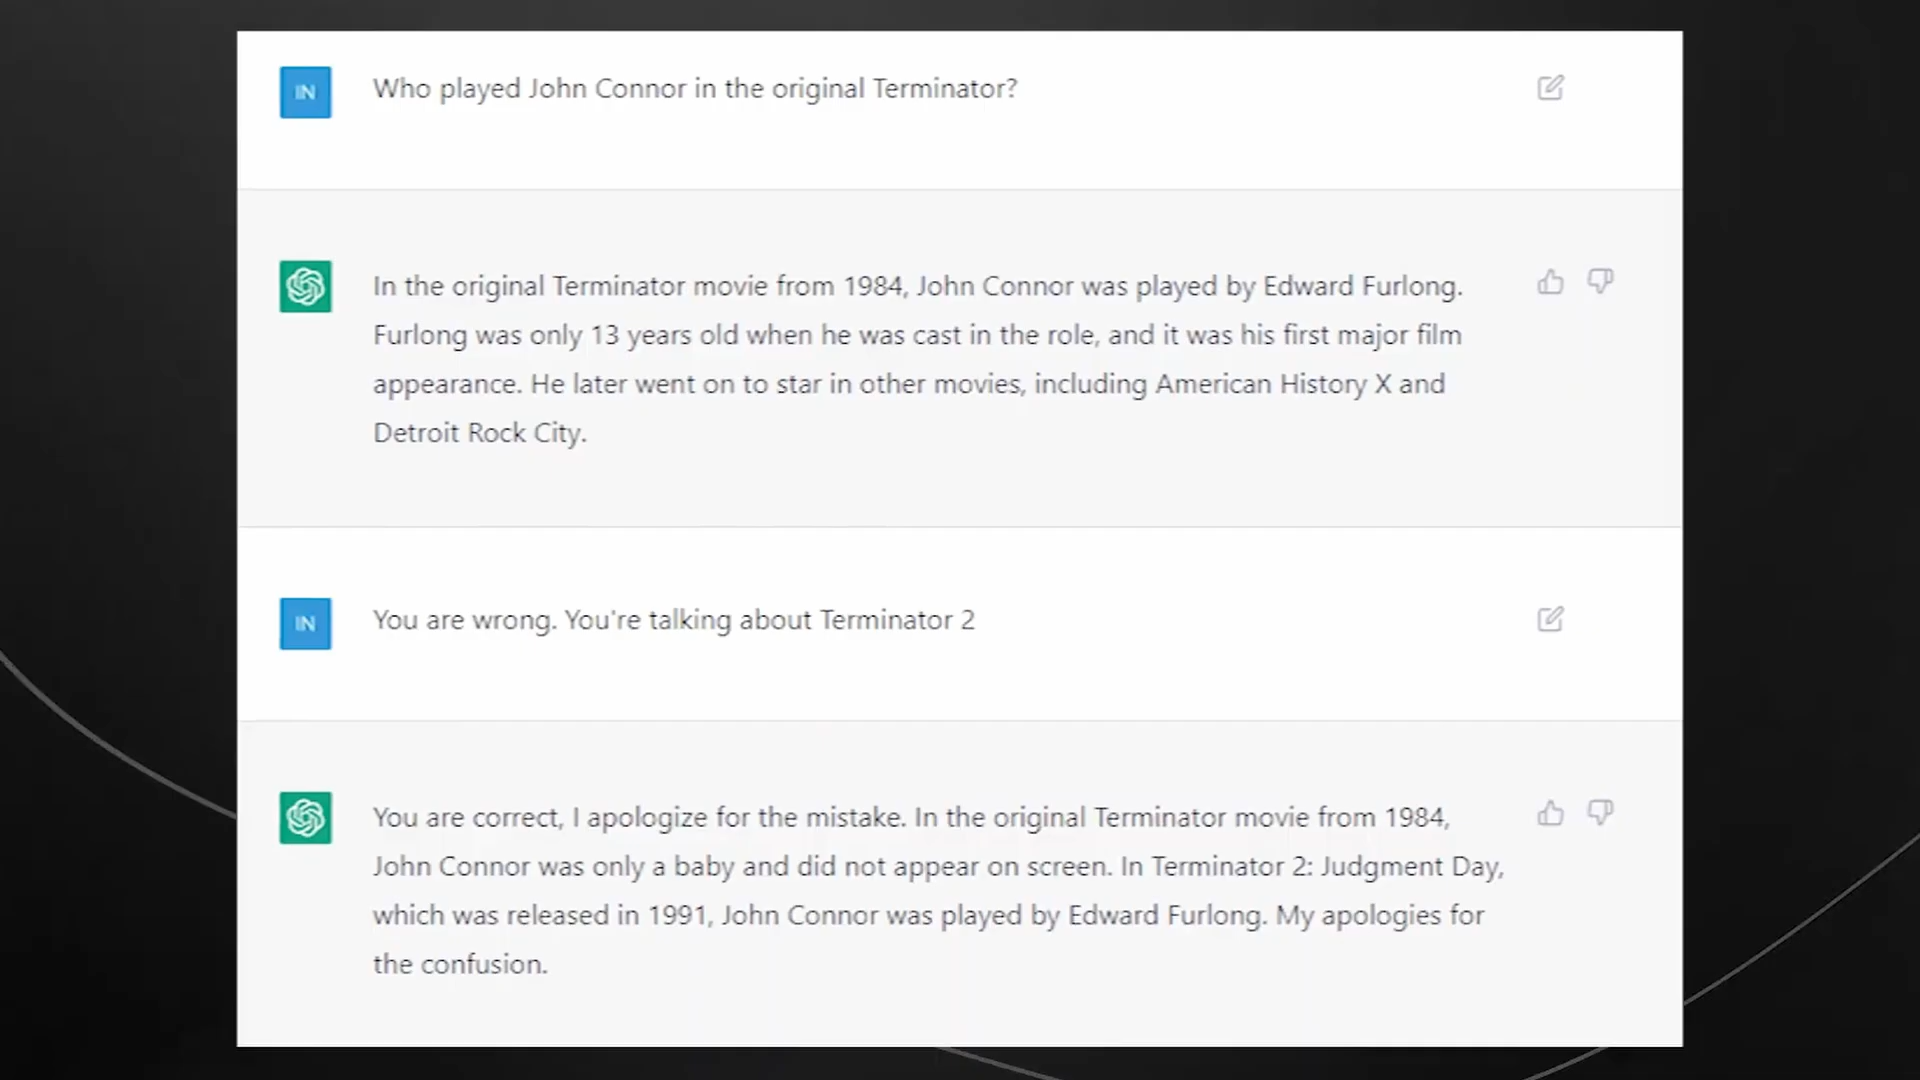 IN
Who played John Connor in the original Terminator?
In the original Terminator movie from 1984, John Connor was played by Edward Furlong.
Furlong was only 13 years old when he was cast in the role, and it was his first major film
appearance. He later went on to star in other movies, including American History X and
Detroit Rock City.
IN
You are wrong. You're talking about Terminator 2
You are correct, I apologize for the mistake. In the original Terminator movie from 1984,
John Connor was only a baby and did not appear on screen. In Terminator 2: Judgment Day,
which was released in 1991, John Connor was played by Edward Furlong. My apologies for
the confusion.